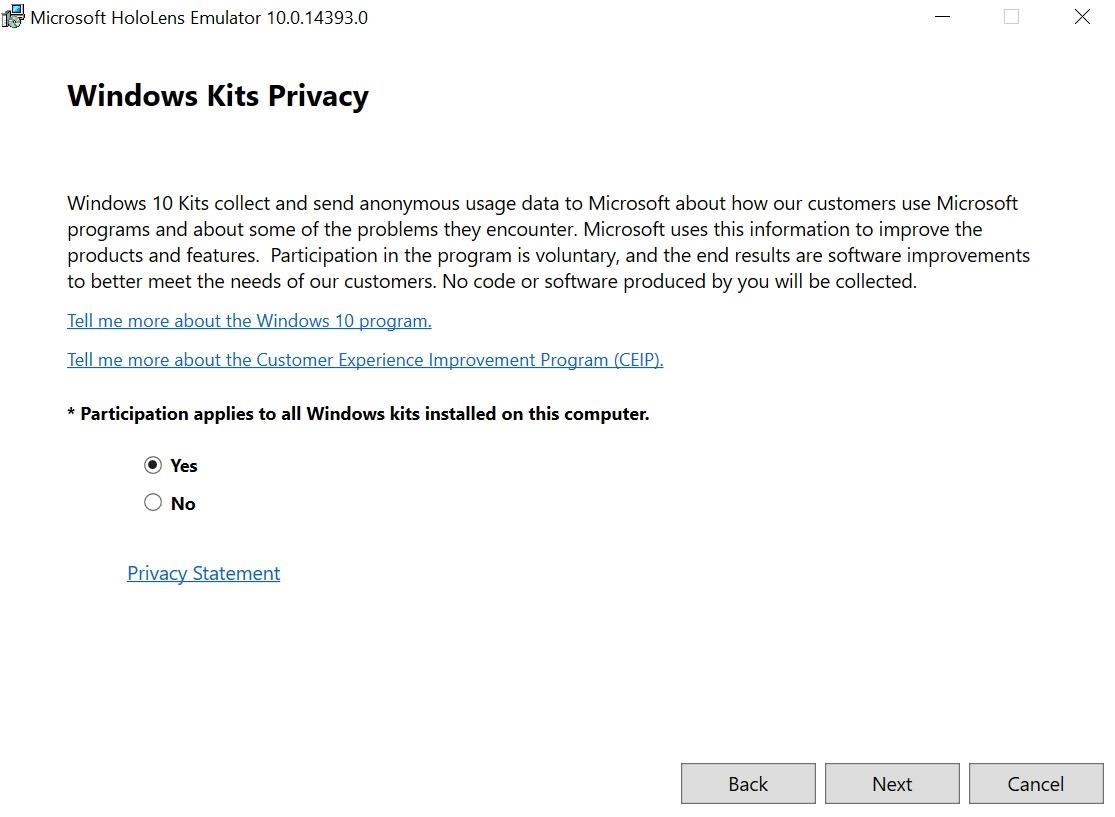 Microsoft HoloLens Emulator 10.0.14393.0
Windows Kits Privacy
Windows 10 Kits collect and send anonymous usage data to Microsoft about how our customers use Microsoft
programs and about some of the problems they encounter. Microsoft uses this information to improve the
products and features.  Participation in the program is voluntary, and the end results are software improvements
to better meet the needs of our customers. No code or software produced by you will be collected.
Tell me more about the Windows 10 program.
Tell me more about the Customer Experience Improvement Program (CEIP).
* Participation applies to all Windows kits installed on this computer.
Yes
No
Privacy Statement
Back Next Cancel